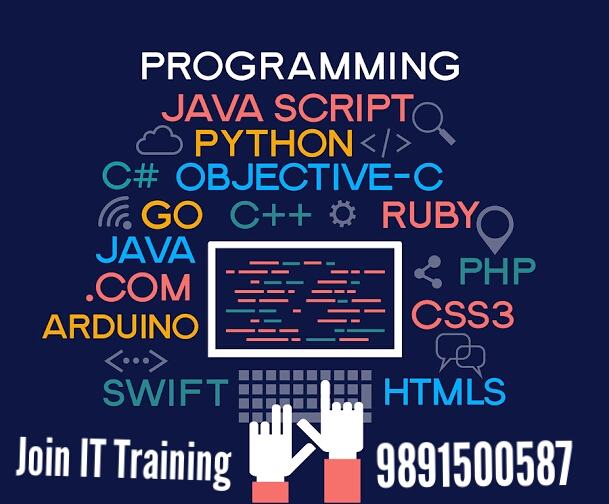 PROGRAMMING
JAVA SCRIPT
PYTHON </>
C# OBJECTIVE-C
GO C++ RUBY
JAVA
PHP
.COM
CSS3
ARDUINO
<•••>
SWIFT HTMLS
Join IT Training 9891500587